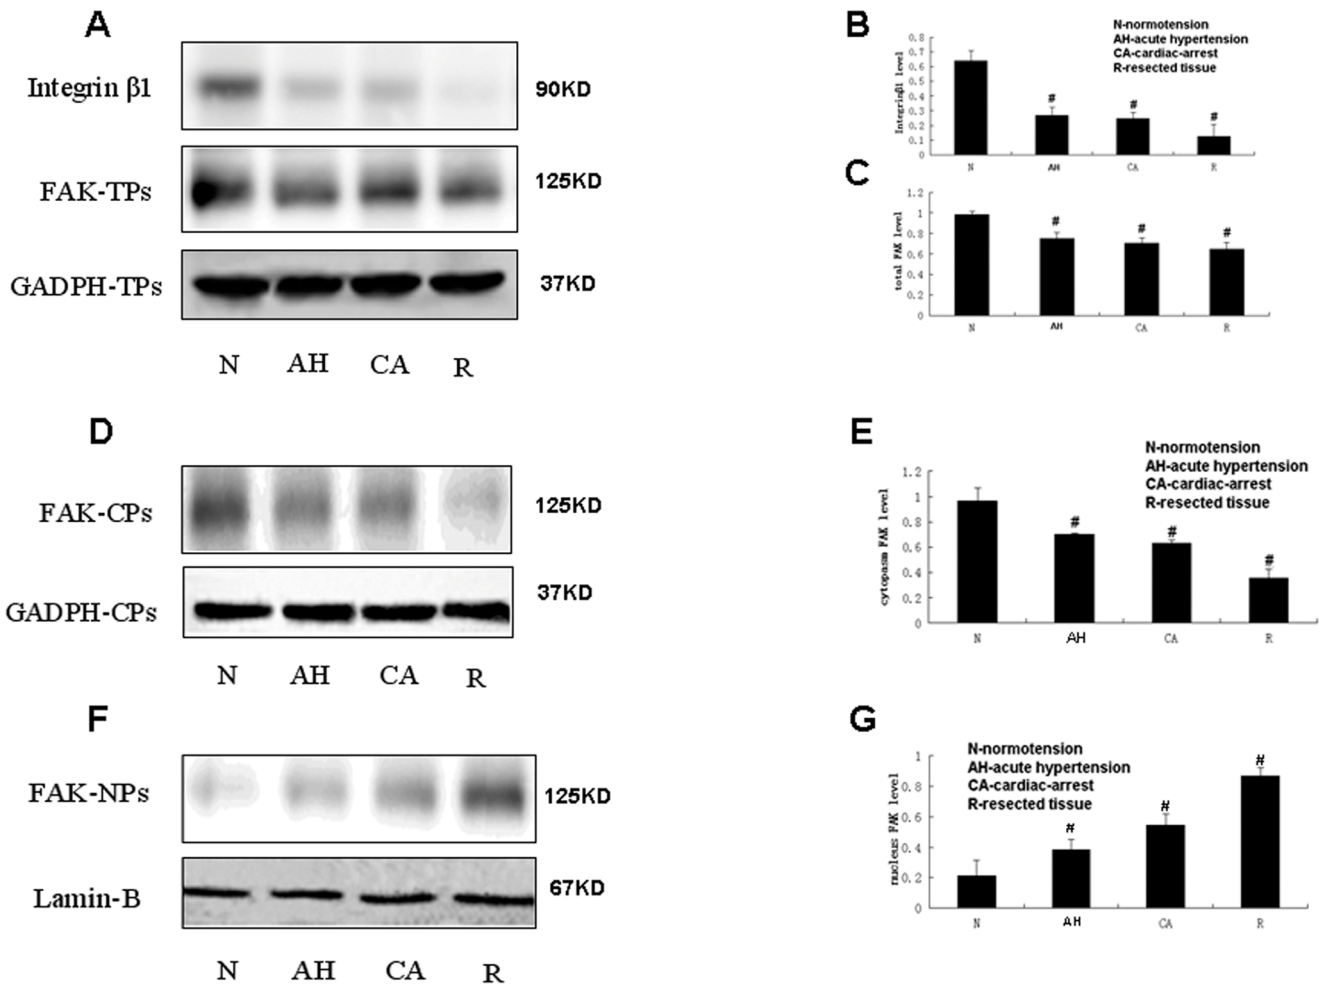 A
Integrin β1
90KD
FAK-TPs
125KD
GADPH-TPs
37KD
N AH CA R
B
N-normotension
AH-acute hypertension
CA-cardiac-arrest
R-resected tissue
Integrinβ1 level
0.8
0.7
0.6
0.5
0.4
0.3
0.2
0.1
0
# # #
N AH CA R
C
total FAK level
1.2
1
0.8
0.6
0.4
0.2
0
# # #
N AH CA R
D
FAK-CPs
125KD
GADPH-CPs
37KD
N AH CA R
E
N-normotension
AH-acute hypertension
CA-cardiac-arrest
R-resected tissue
cytopasm FAK level
1.2
1
0.8
0.6
0.4
0.2
0
# # #
N AH CA R
F
FAK-NPs
125KD
Lamin-B
67KD
N AH CA R
G
N-normotension
AH-acute hypertension
CA-cardiac-arrest
R-resected tissue
nucleus FAK level
1
0.8
0.6
0.4
0.2
0
# # #
N AH CA R